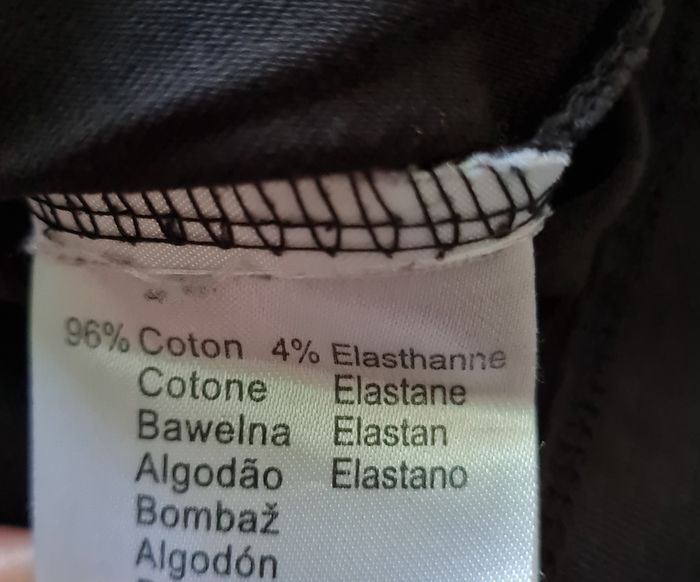 96% Coton 4% Elasthanne
Cotone Elastane
Bawelna Elastan
Algodão Elastano
Bombaž
Algodón